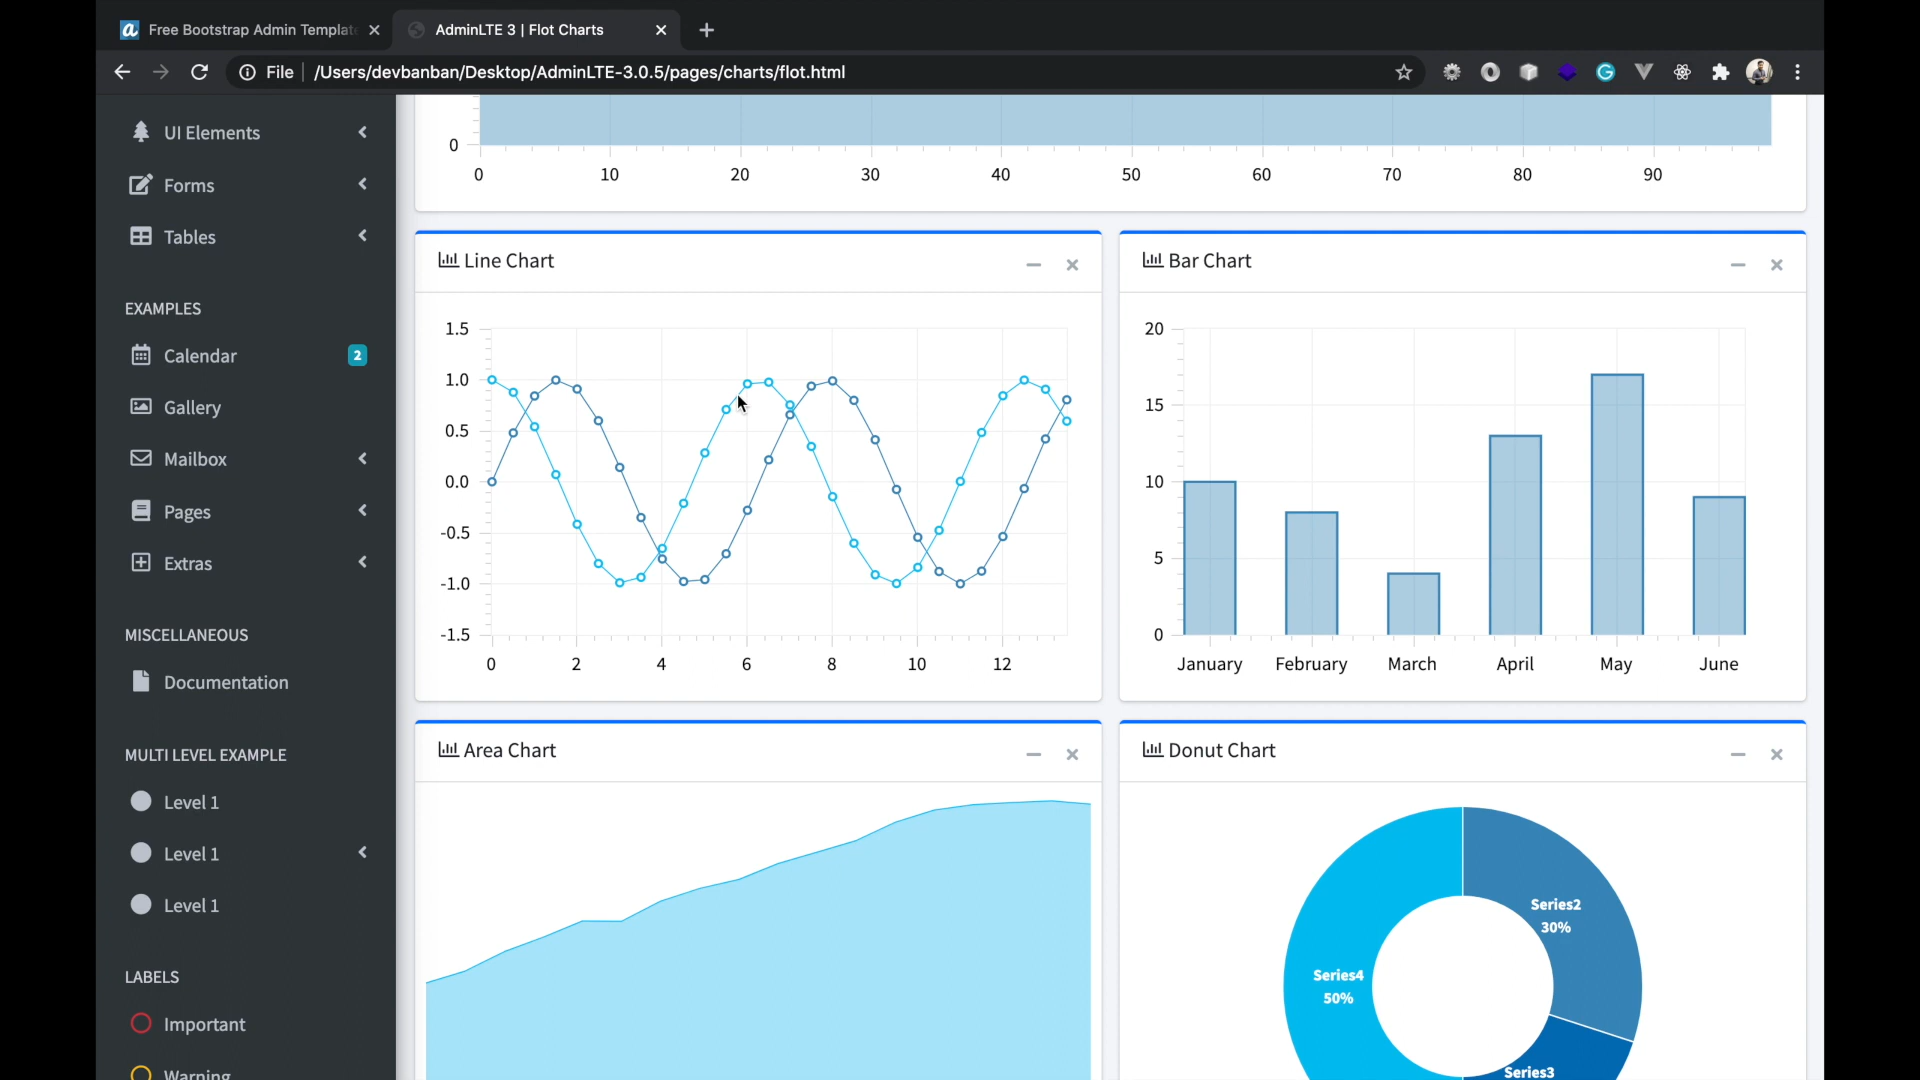 Free Bootstrap Admin Templat
AdminLTE 3 | Flot Charts
File
/Users/devbanban/Desktop/AdminLTE-3.0.5/pages/charts/flot.html
UI Elements
Forms
Tables
EXAMPLES
Calendar
2
Gallery
Mailbox
Pages
Extras
MISCELLANEOUS
Documentation
MULTI LEVEL EXAMPLE
Level 1
Level 1
Level 1
LABELS
Important
Warning
0
0 10 20 30 40 50 60 70 80 90
Line Chart
1.5
1.0
0.5
0.0
-0.5
-1.0
-1.5
0 2 4 6 8 10 12
Bar Chart
20
15
10
5
0
January February March April May June
Area Chart
Donut Chart
Series2
30%
Series4
50%
Series3